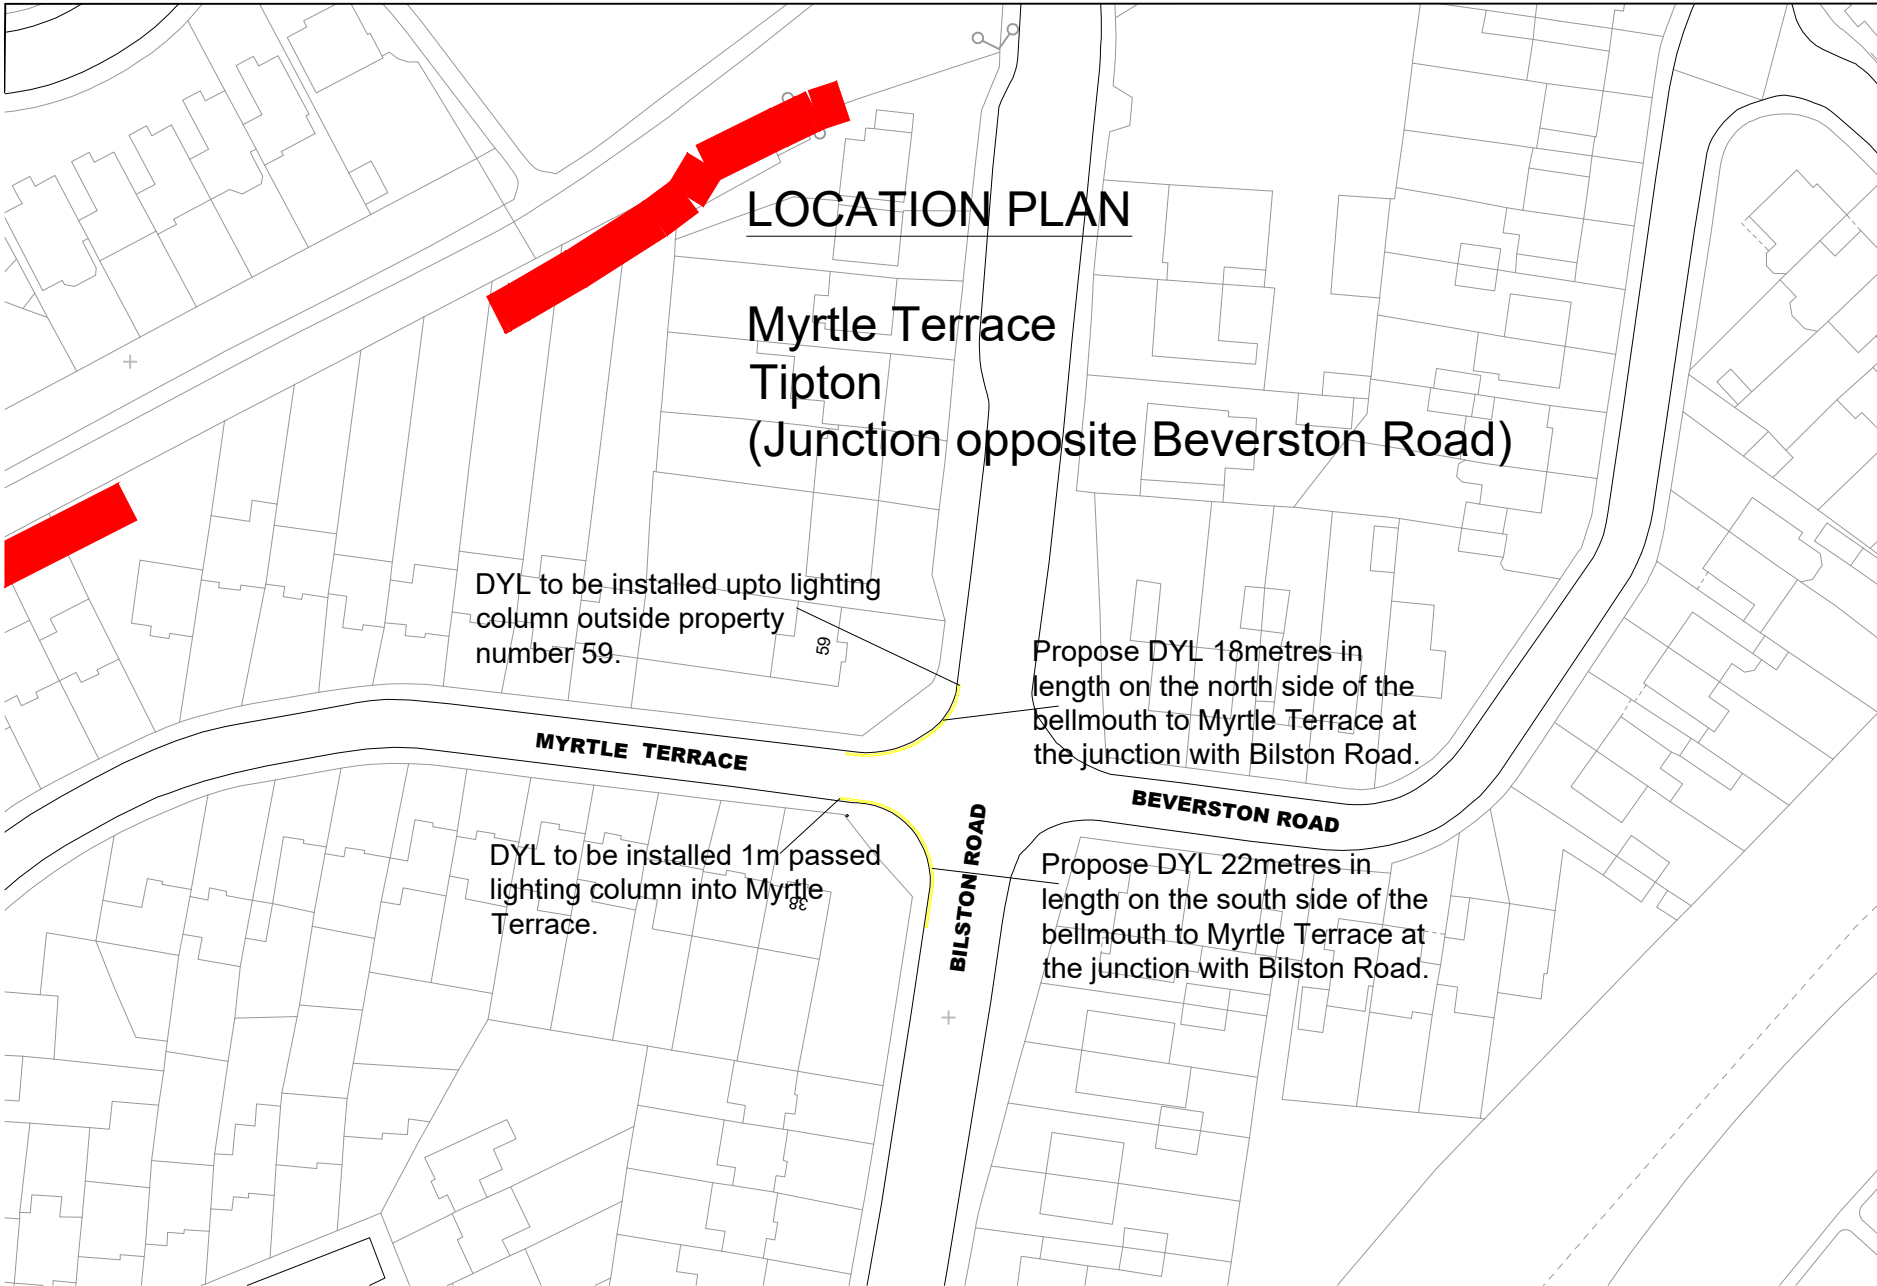 LOCATION PLAN
Myrtle Terrace
Tipton
(Junction opposite Beverston Road)
DYL to be installed upto lighting
column outside property
number 59.
59
Propose DYL 18metres in
length on the north side of the
bellmouth to Myrtle Terrace at
the junction with Bilston Road.
MYRTLE TERRACE
BEVERSTON ROAD
BILSTON ROAD
DYL to be installed 1m passed
lighting column into Myrtle
Terrace.
38
Propose DYL 22metres in
length on the south side of the
bellmouth to Myrtle Terrace at
the junction with Bilston Road.